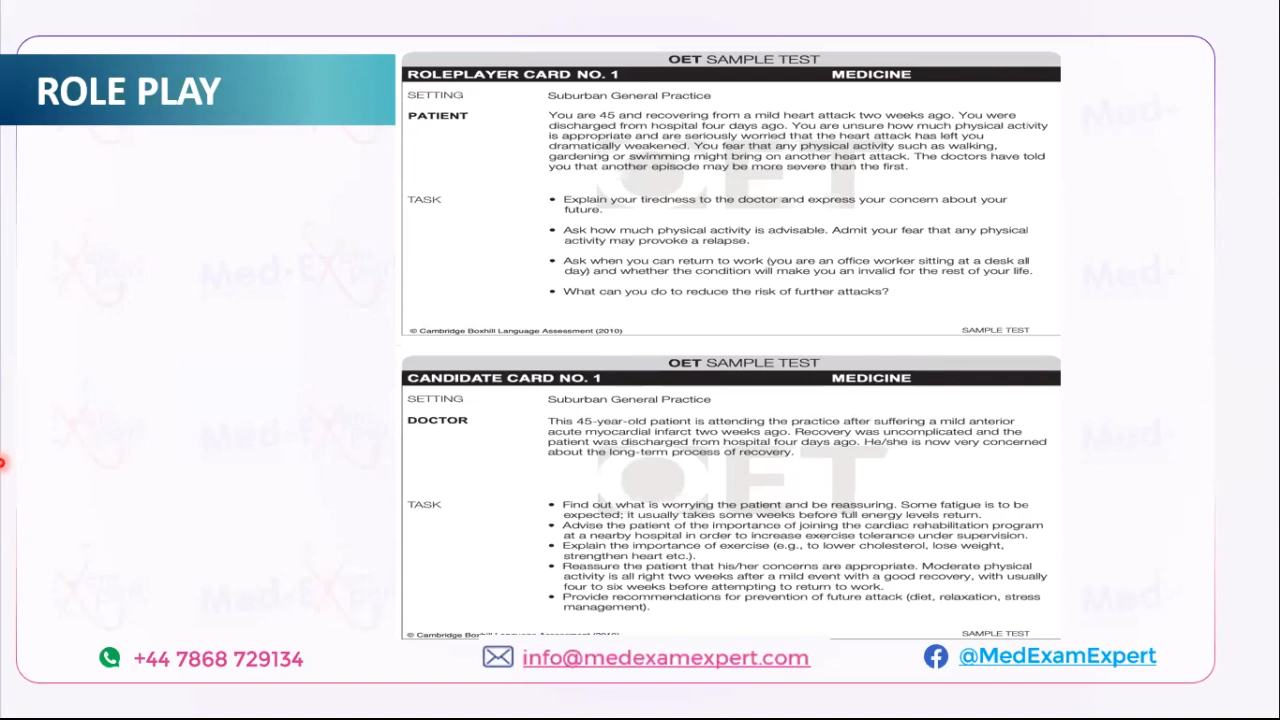 ROLE PLAY
OET SAMPLE TEST
ROLEPLAYER CARD NO. 1 MEDICINE
SETTING Suburban General Practice
PATIENT You are 45 and recovering from a mild heart attack two weeks ago. You were
discharged from hospital four days ago. You are unsure how much physical activity
is appropriate and are seriously worried that the heart attack has left you
dramatically weakened. You fear that any physical activity such as walking,
gardening or swimming might bring on another heart attack. The doctors have told
you that another episode may be more severe than the first.
TASK • Explain your tiredness to the doctor and express your concern about your
future.
• Ask how much physical activity is advisable. Admit your fear that any physical
activity may provoke a relapse.
• Ask when you can return to work (you are an office worker sitting at a desk all
day) and whether the condition will make you an invalid for the rest of your life.
• What can you do to reduce the risk of further attacks?
© Cambridge Boxhill Language Assessment (2010) SAMPLE TEST
OET SAMPLE TEST
CANDIDATE CARD NO. 1 MEDICINE
SETTING Suburban General Practice
DOCTOR This 45-year-old patient is attending the practice after suffering a mild anterior
acute myocardial infarct two weeks ago. Recovery was uncomplicated and the
patient was discharged from hospital four days ago. He/she is now very concerned
about the long-term process of recovery.
TASK • Find out what is worrying the patient and be reassuring. Some fatigue is to be
expected; it usually takes some weeks before full energy levels return.
• Advise the patient of the importance of joining the cardiac rehabilitation program
at a nearby hospital in order to increase exercise tolerance under supervision.
• Explain the importance of exercise (e.g., to lower cholesterol, lose weight,
strengthen heart etc.).
• Reassure the patient that his/her concerns are appropriate. Moderate physical
activity is all right two weeks after a mild event with a good recovery, with usually
four to six weeks before attempting to return to work.
• Provide recommendations for prevention of future attack (diet, relaxation, stress
management).
© Cambridge Boxhill Language Assessment (2010) SAMPLE TEST
+44 7868 729134
info@medexamexpert.com
@MedExamExpert